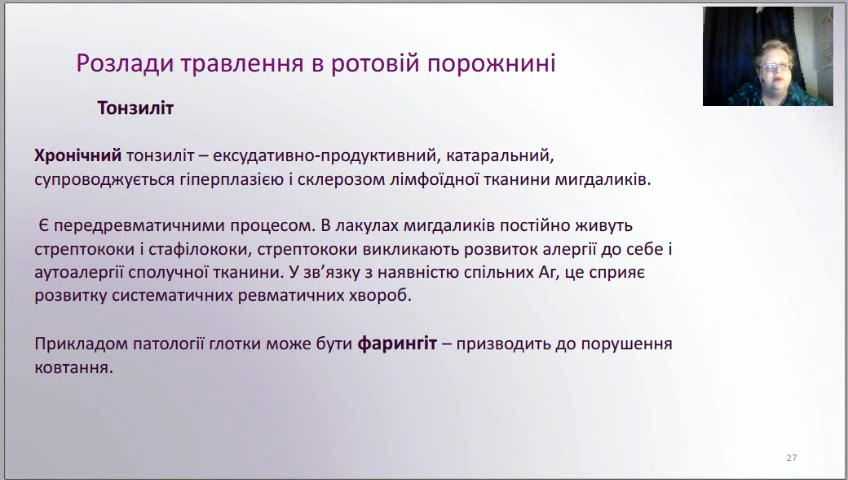 Розлади травлення в ротовій порожнині
Тонзиліт
Хронічний тонзиліт – ексудативно-продуктивний, катаральний,
супроводжується гіперплазією і склерозом лімфоїдної тканини мигдаликів.
Є передревматичними процесом. В лакулах мигдаликів постійно живуть
стрептококи і стафілококи, стрептококи викликають розвиток алергії до себе і
аутоалергії сполучної тканини. У зв’язку з наявністю спільних Аг, це сприяє
розвитку систематичних ревматичних хвороб.
Прикладом патології глотки може бути фарингіт – призводить до порушення
ковтання.
27